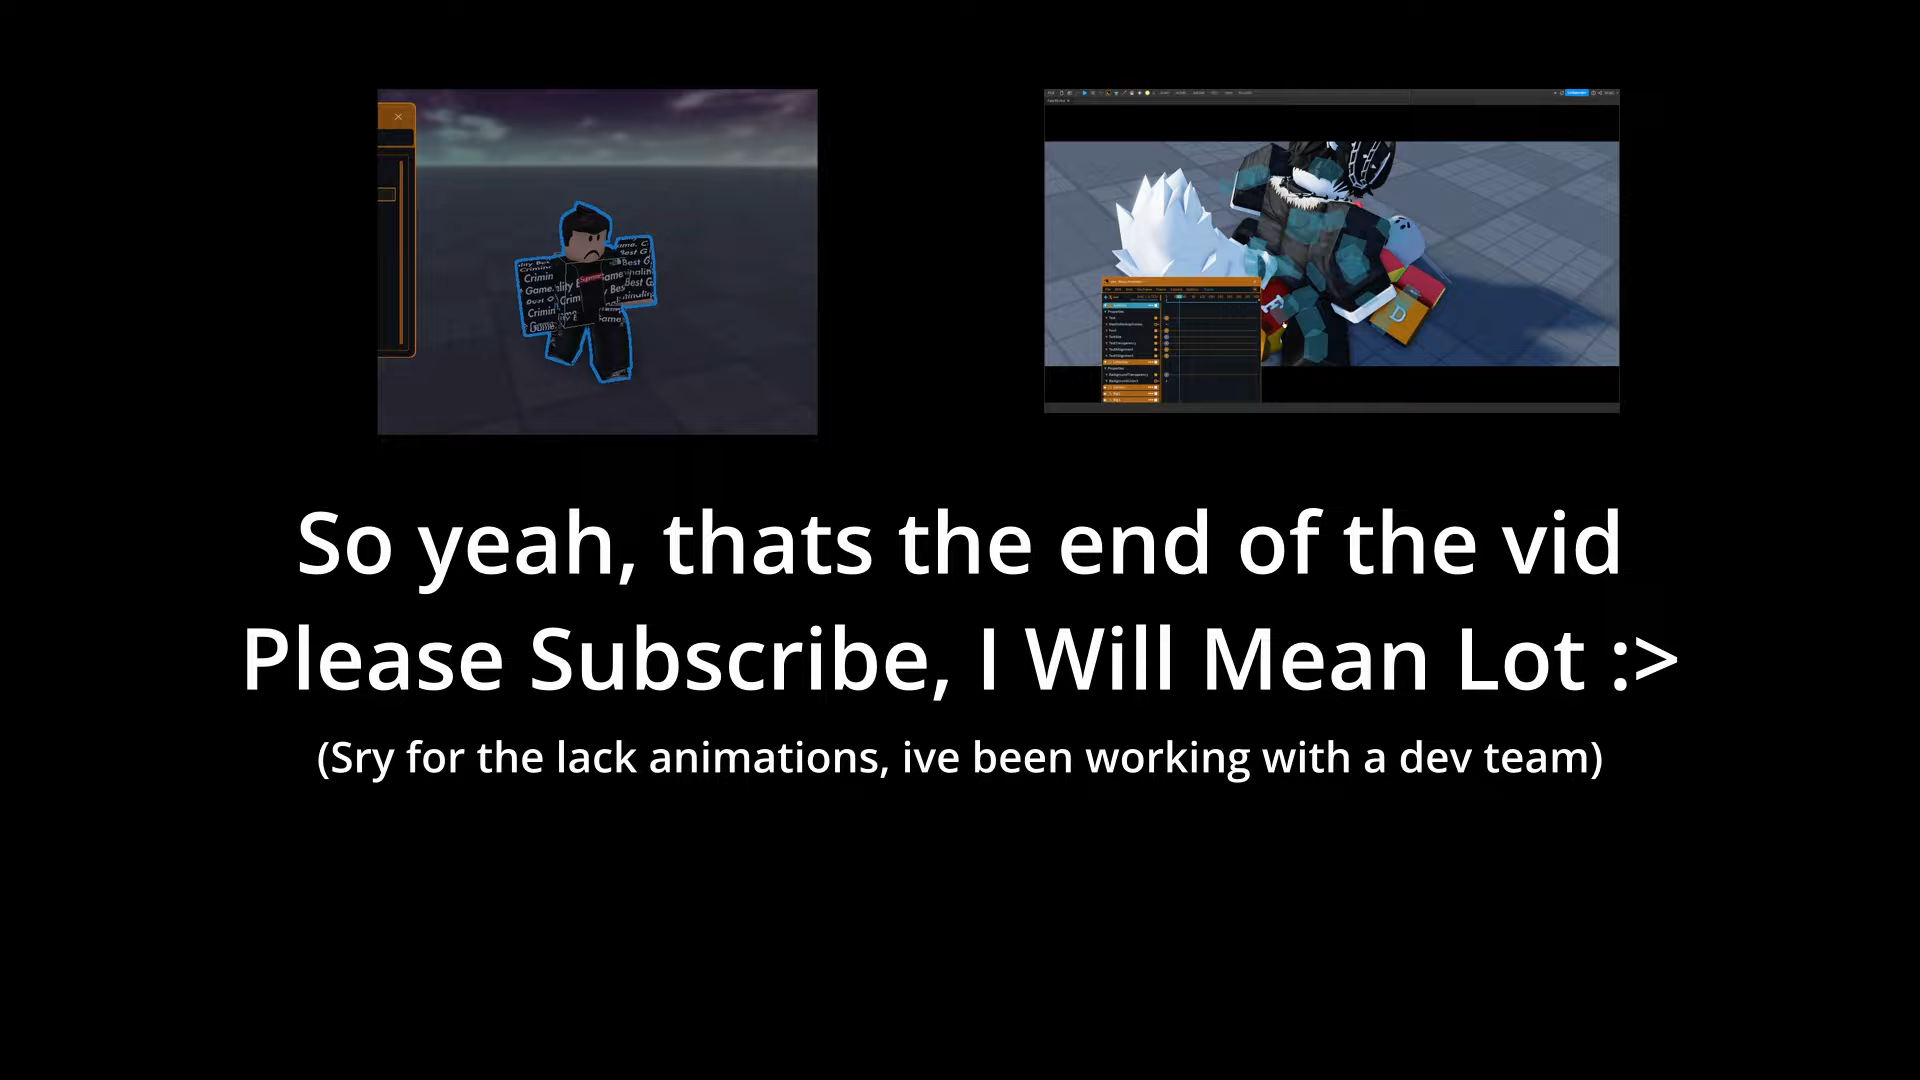 So yeah, thats the end of the vid
Please Subscribe, I Will Mean Lot :>
(Sry for the lack animations, ive been working with a dev team)